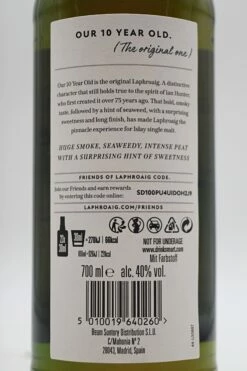 OUR 10 YEAR OLD.
(The original one)
Our 10 Year Old is the original Laphroaig. A distinctive
character that still holds true to the spirit of Ian Hunter,
who first created it over 75 years ago. That bold, smoky
taste, followed by a hint of seaweed, with a surprising
sweetness and long finish, has made Laphroaig the
pinnacle experience for Islay single malt.
HUGE SMOKE, SEAWEEDY, INTENSE PEAT
WITH A SURPRISING HINT OF SWEETNESS
FRIENDS OF LAPHROAIG CODE.
Join our Friends and earn rewards
by entering this code online
LAPHROAIG.COM/FRIENDS
NOT FOR UNDERAGE.
www.drinksmart.com
Mit Farbstoff
700 ml e alc. 40% vol.
5 010019 640260 >
Beam Suntory Distribution S.L.U.
C/Mahonia Nº 2
28043, Madrid, Spain